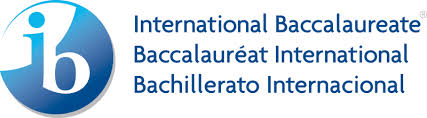 ib
International Baccalaureate®
Baccalauréat International
Bachillerato Internacional